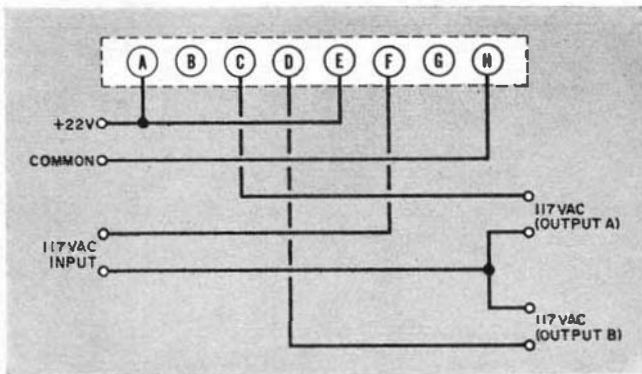 A B C D E F G H
+22V
COMMON
117VAC
(OUTPUT A)
117VAC
INPUT
117VAC
(OUTPUT B)